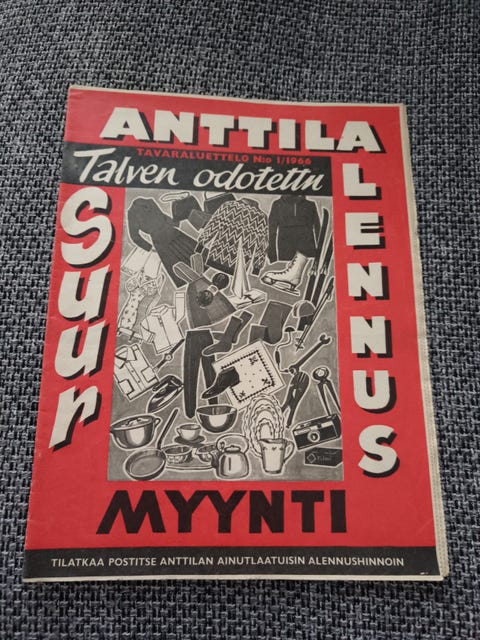 ANTTILA
TAVARALUETTELO N:o 1/1966
Talven odotettu
Suur
ALENNUS
MYYNTI
TILATKAA POSTITSE ANTTILAN AINUTLAATUISIN ALENNUSHINNOIN